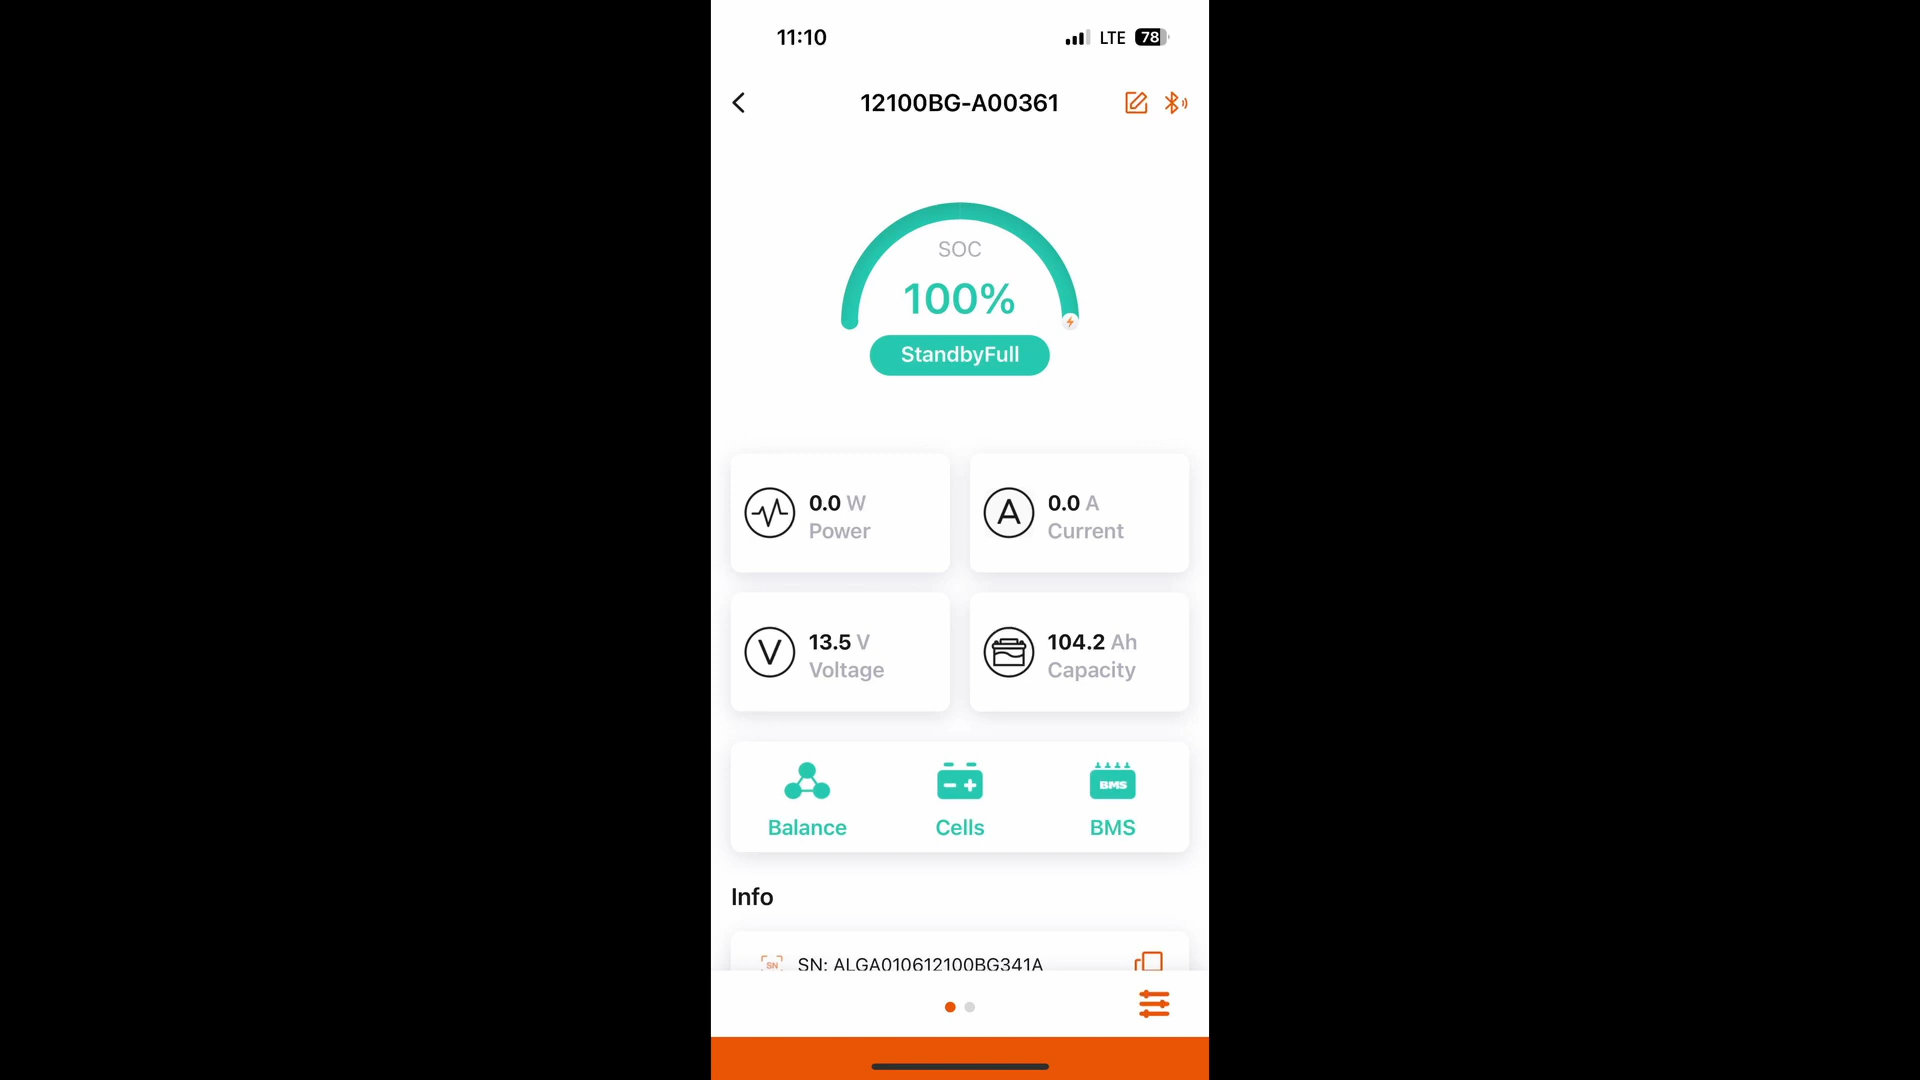 11:10 LTE 78
12100BG-A00361
SOC
100%
StandbyFull
0.0 W
Power
A
0.0 A
Current
V
13.5 V
Voltage
104.2 Ah
Capacity
BMS
Balance Cells BMS
Info
SN SN: ALGA010612100BG341A